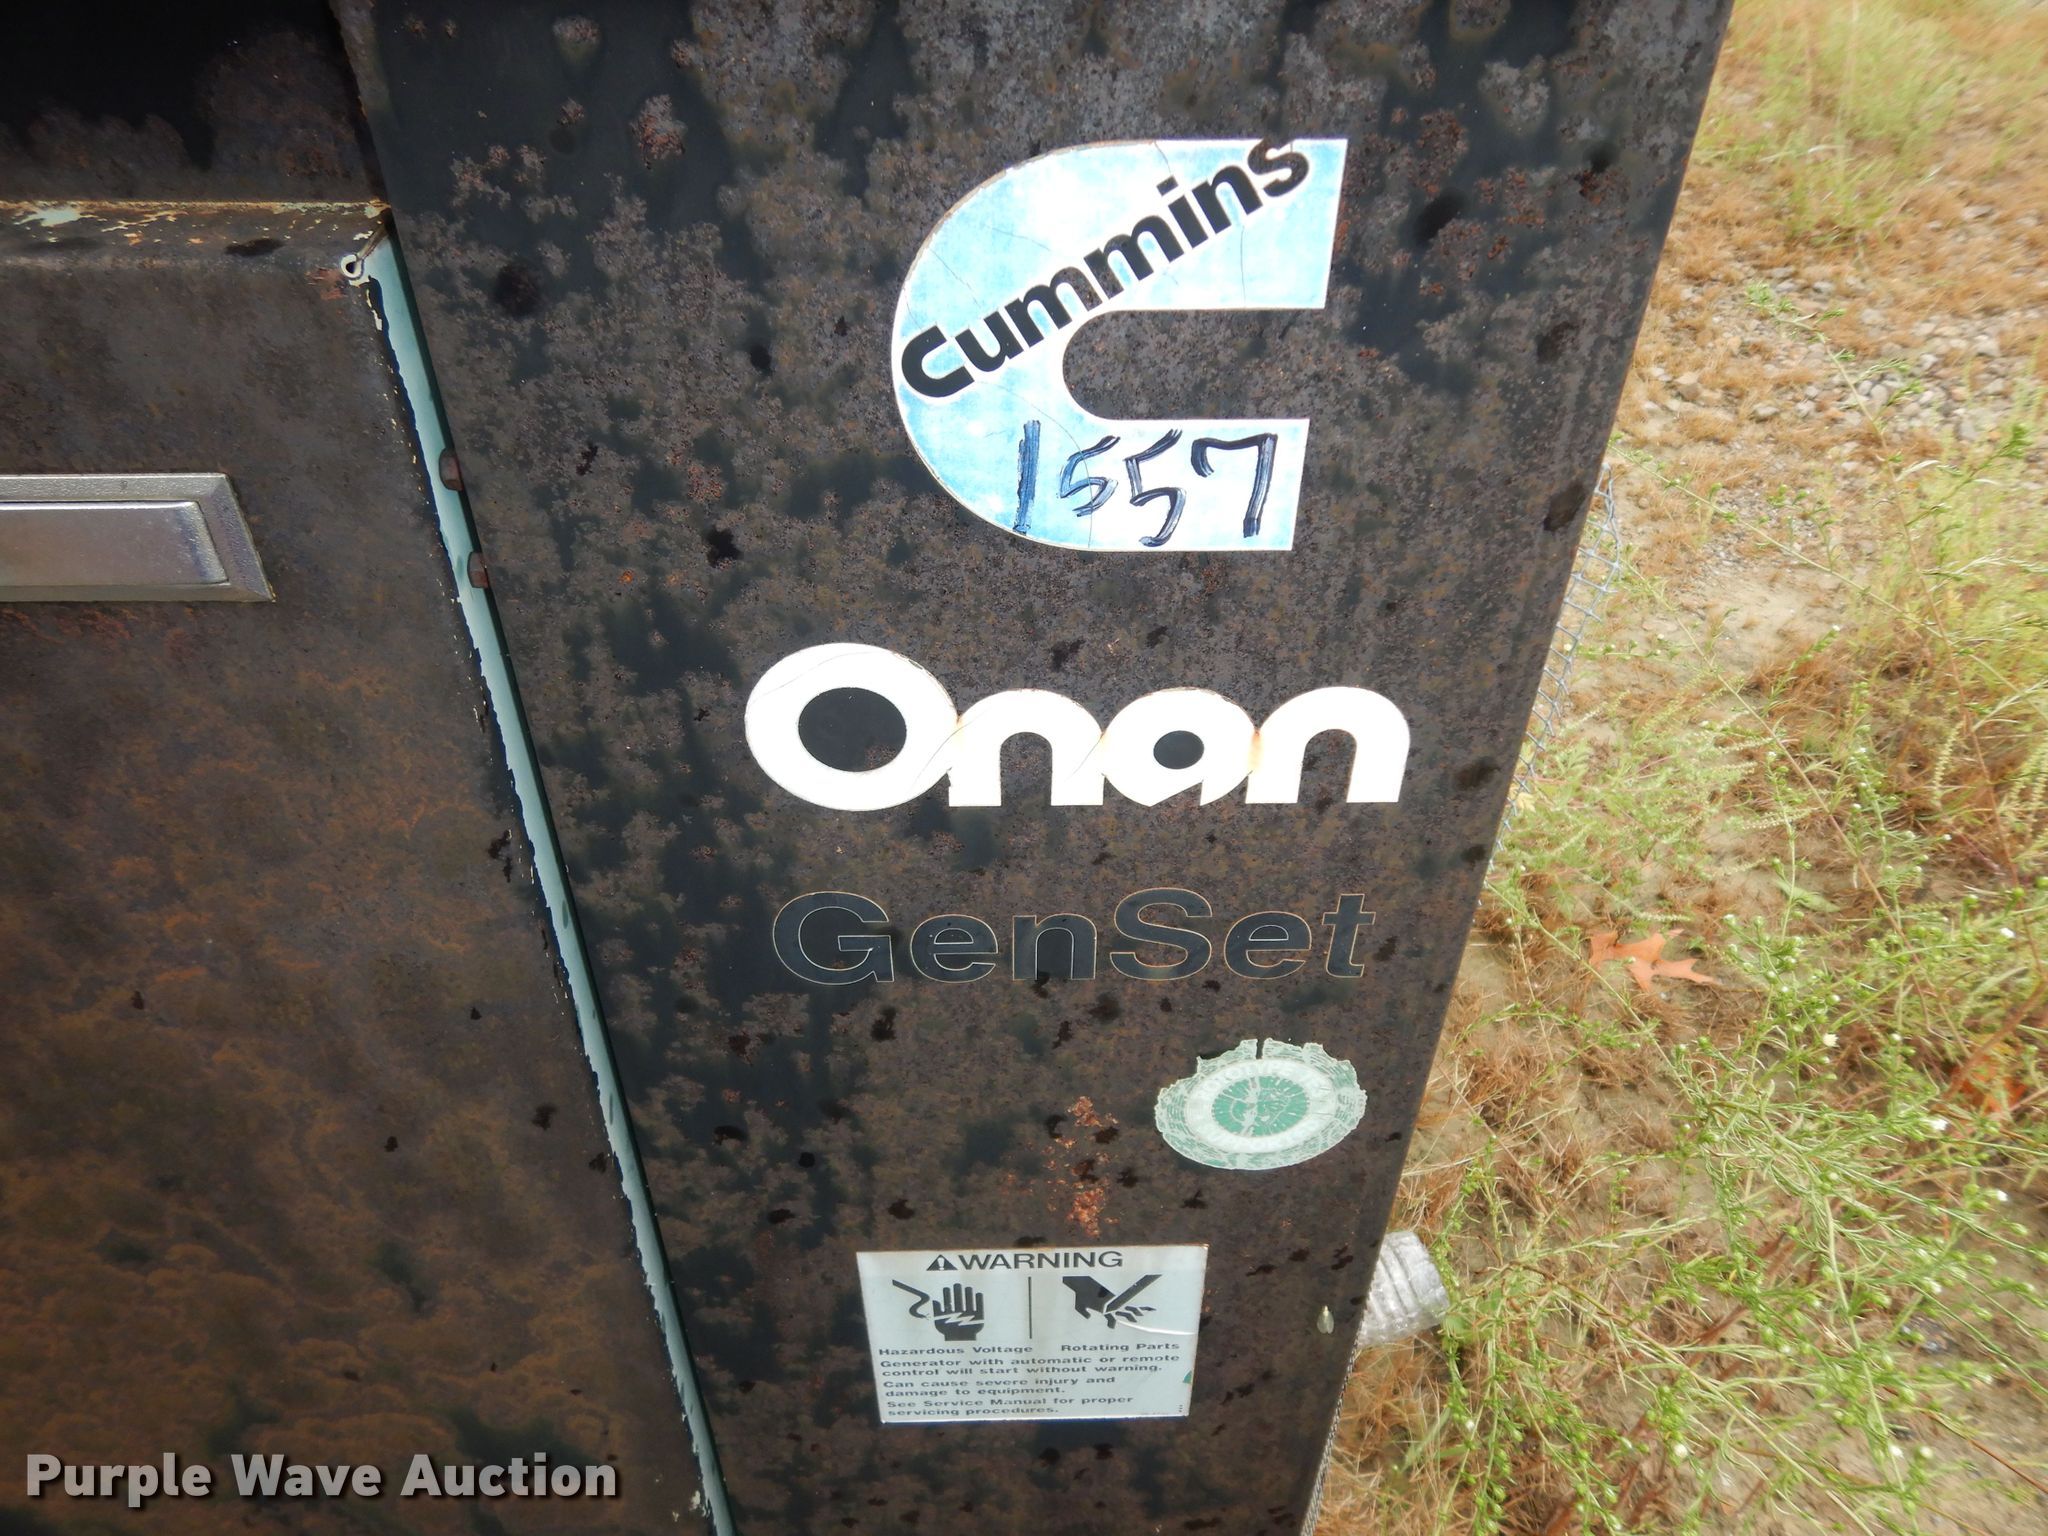 Cummins
1557
Onan
GenSet
WARNING
Hazardous Voltage Rotating Parts
Generator with automatic or remote
control will start without warning.
Can cause severe injury and
damage to equipment.
See Service Manual for proper
servicing procedures.
Purple Wave Auction